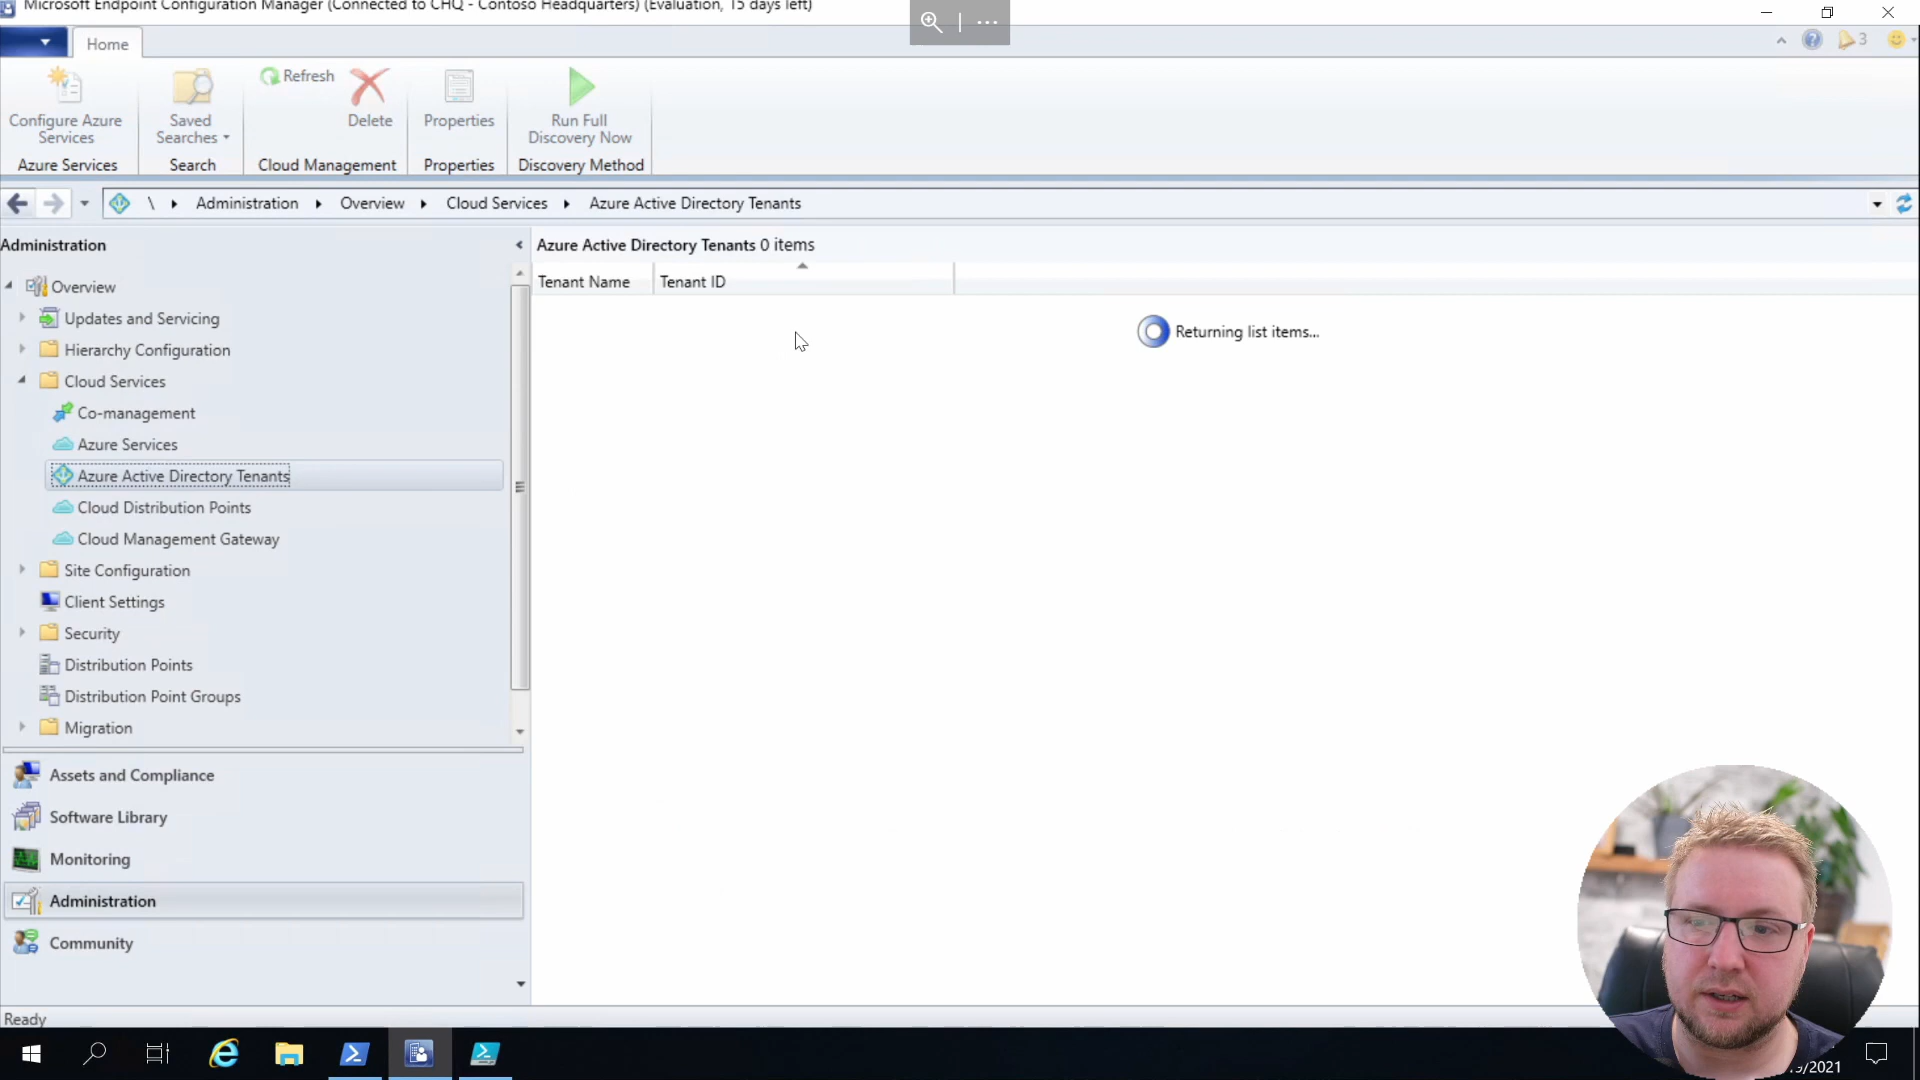 Microsoft Endpoint Configuration Manager (Connected to CHQ - Contoso Headquarters) (Evaluation, 15 days left)
Home
3
Configure Azure
Services
Azure Services
Saved
Searches
Search
Refresh
Delete
Cloud Management
Properties
Properties
Run Full
Discovery Now
Discovery Method
\ Administration Overview Cloud Services Azure Active Directory Tenants
Administration
Overview
Updates and Servicing
Hierarchy Configuration
Cloud Services
Co-management
Azure Services
Azure Active Directory Tenants
Cloud Distribution Points
Cloud Management Gateway
Site Configuration
Client Settings
Security
Distribution Points
Distribution Point Groups
Migration
Assets and Compliance
Software Library
Monitoring
Administration
Community
Azure Active Directory Tenants 0 items
Tenant Name Tenant ID
Returning list items...
Ready
/2021